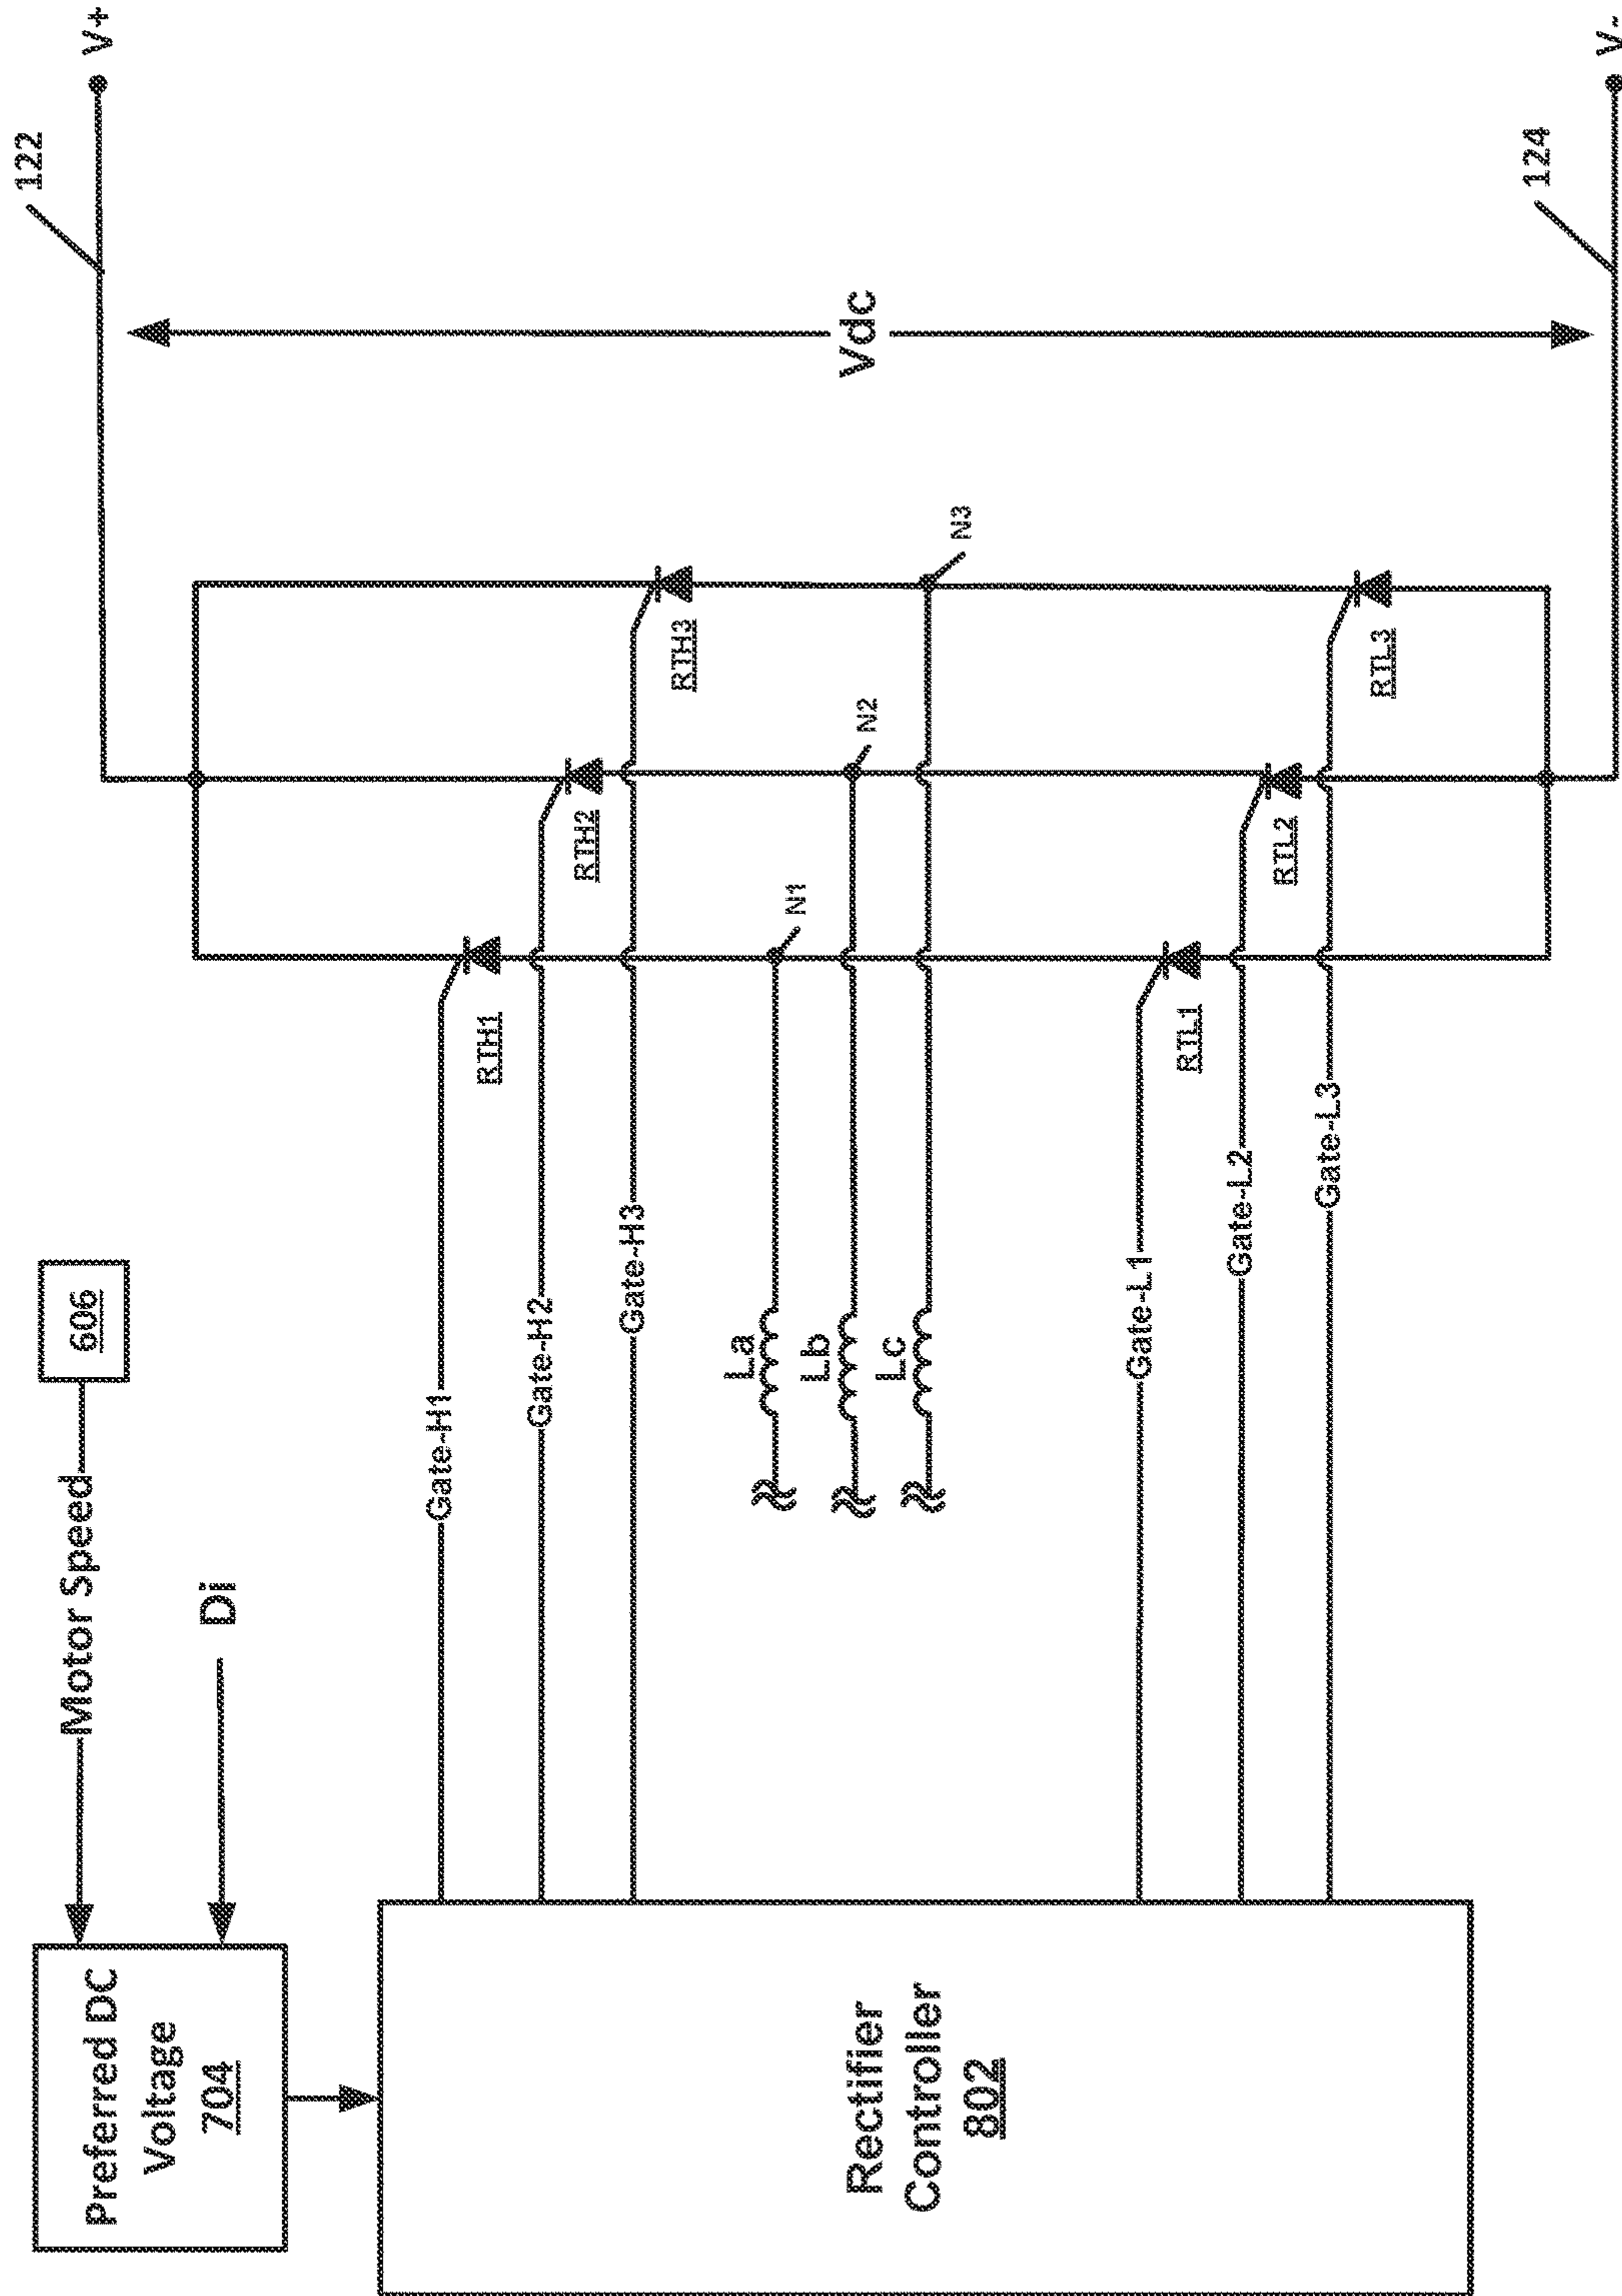 Preferred DC
Voltage
704
Motor Speed
606
Di
Rectifier
Controller
802
Gate-H1
Gate-H2
Gate-H3
La
Lb
Lc
Gate-L1
Gate-L2
Gate-L3
RTH1
RTH2
RTH3
N1
N2
N3
RTL1
RTL2
RTL3
Vdc
122
124
V+
V-